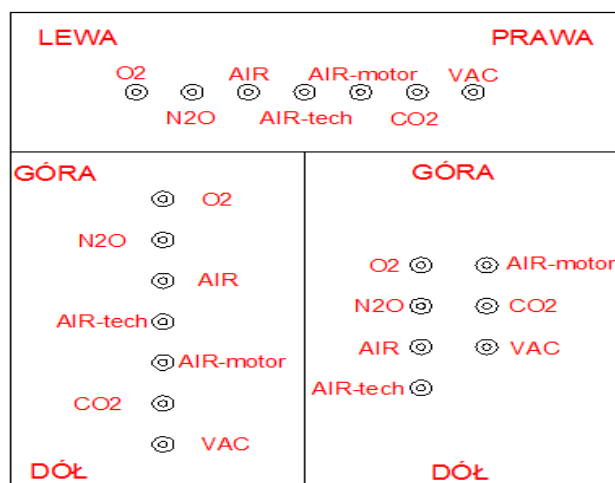 LEWA PRAWA
O2 AIR AIR-motor VAC
N2O AIR-tech CO2
GÓRA
O2
N2O
AIR
AIR-tech
AIR-motor
CO2
VAC
DÓŁ
GÓRA
O2 AIR-motor
N2O CO2
AIR VAC
AIR-tech
DÓŁ